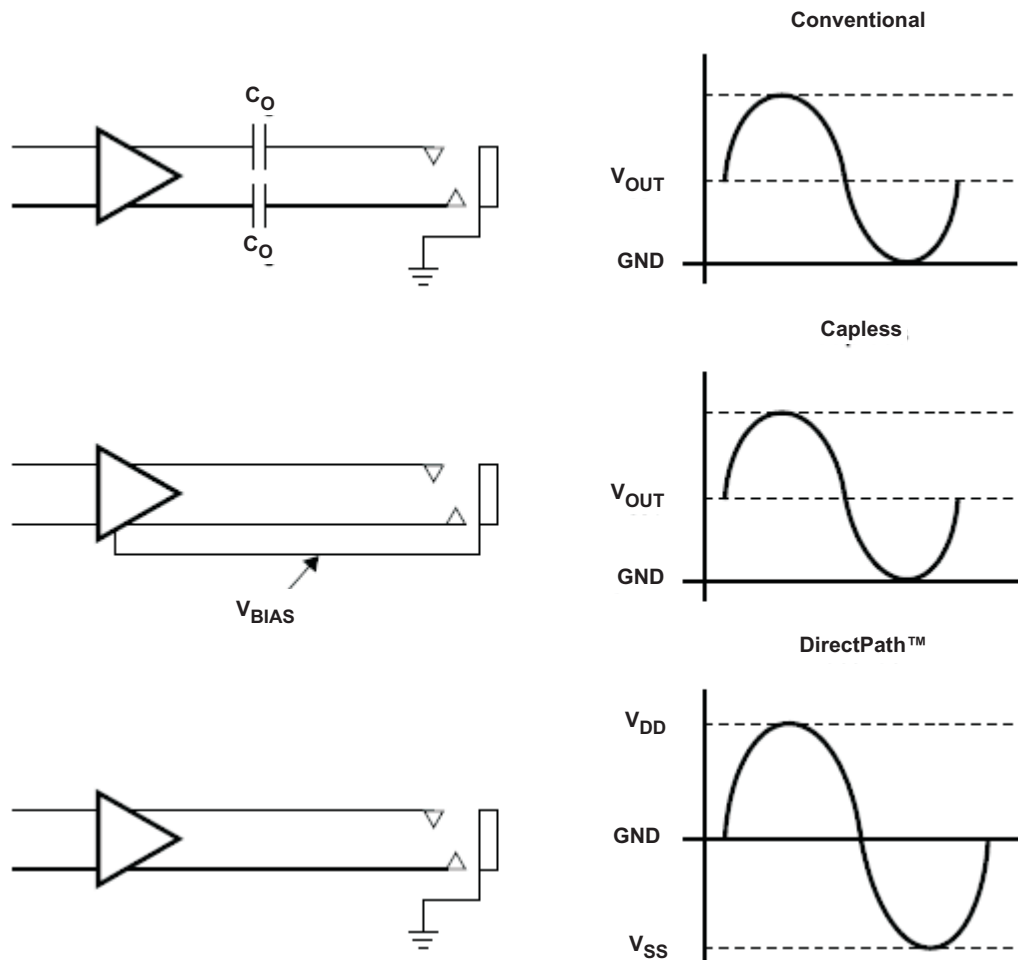 Conventional
C_O
C_O
V_OUT
GND
Capless
V_OUT
GND
V_BIAS
DirectPath™
V_DD
GND
V_SS